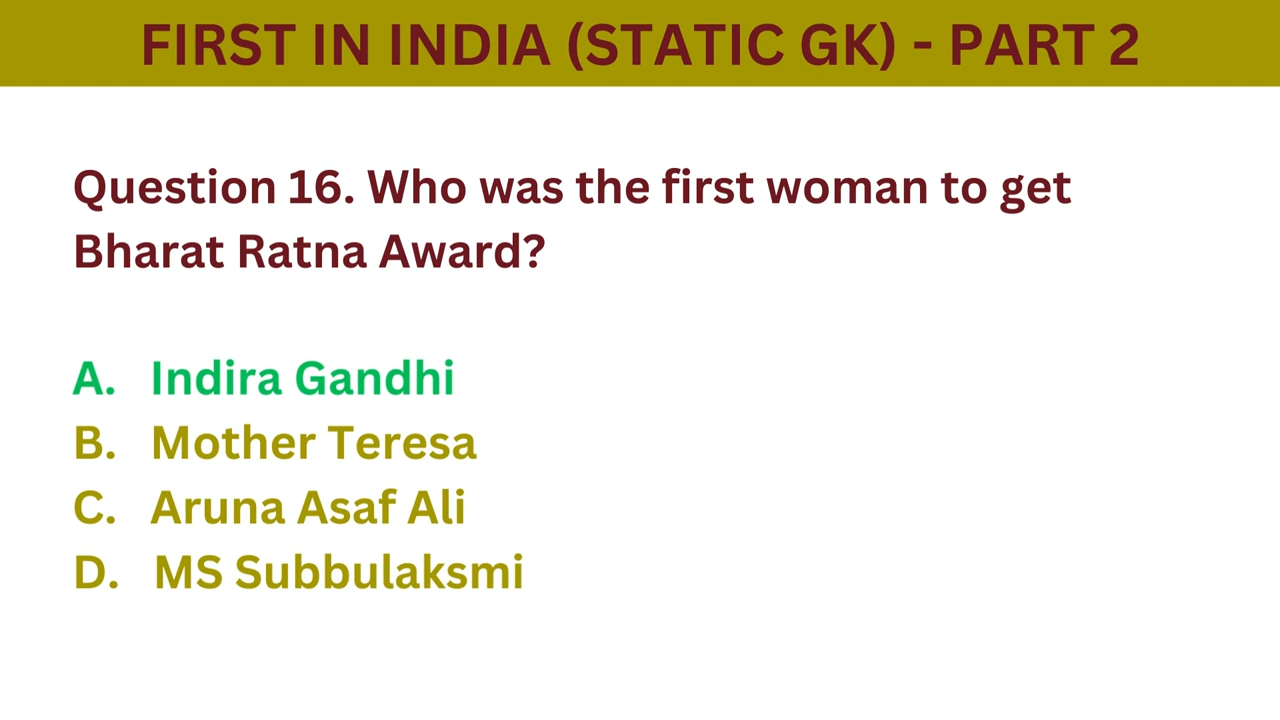 FIRST IN INDIA (STATIC GK) - PART 2
Question 16. Who was the first woman to get
Bharat Ratna Award?
A. Indira Gandhi
B. Mother Teresa
C. Aruna Asaf Ali
D. MS Subbulaksmi